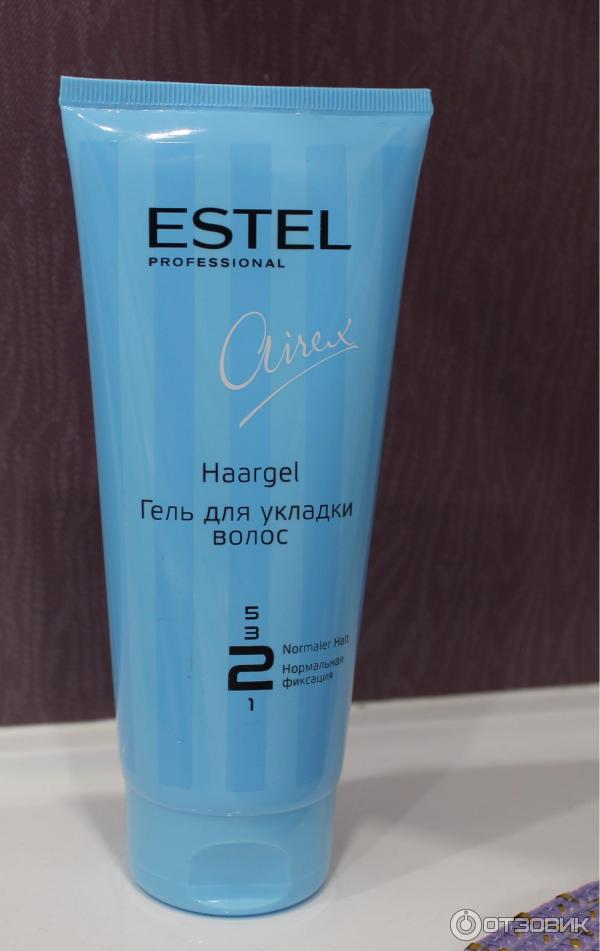 ESTEL
PROFESSIONAL
Airex
Haargel
Гель для укладки
волос
5
3
2
1
Normaler Halt
Нормальная
фиксация
ОТЗОВИК